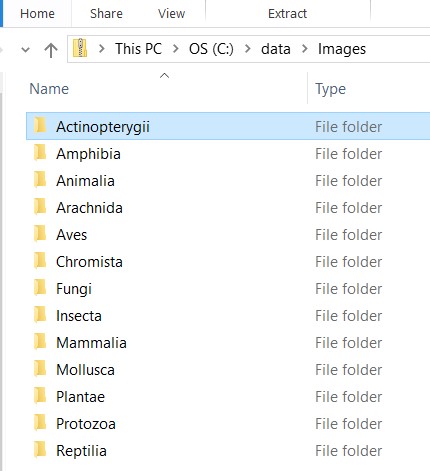 Home Share View Extract
This PC > OS (C:) > data > Images
Name Type
Actinopterygii File folder
Amphibia File folder
Animalia File folder
Arachnida File folder
Aves File folder
Chromista File folder
Fungi File folder
Insecta File folder
Mammalia File folder
Mollusca File folder
Plantae File folder
Protozoa File folder
Reptilia File folder